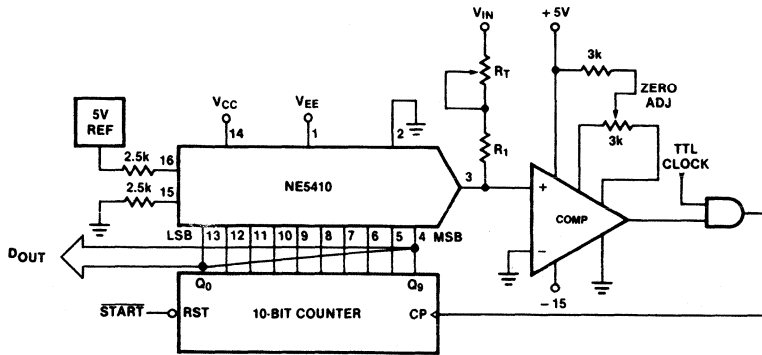 VIN
+ 5V
3k
RT
ZERO
ADJ
5V
REF
VCC
VEE
14
1
2
2.5k
16
R1
3k
TTL
CLOCK
2.5k
15
NE5410
3
+
COMP
−
LSB 13 12 11 10 9 8 7 6 5 4 MSB
DOUT
Q0
Q9
− 15
START
RST
10-BIT COUNTER
CP